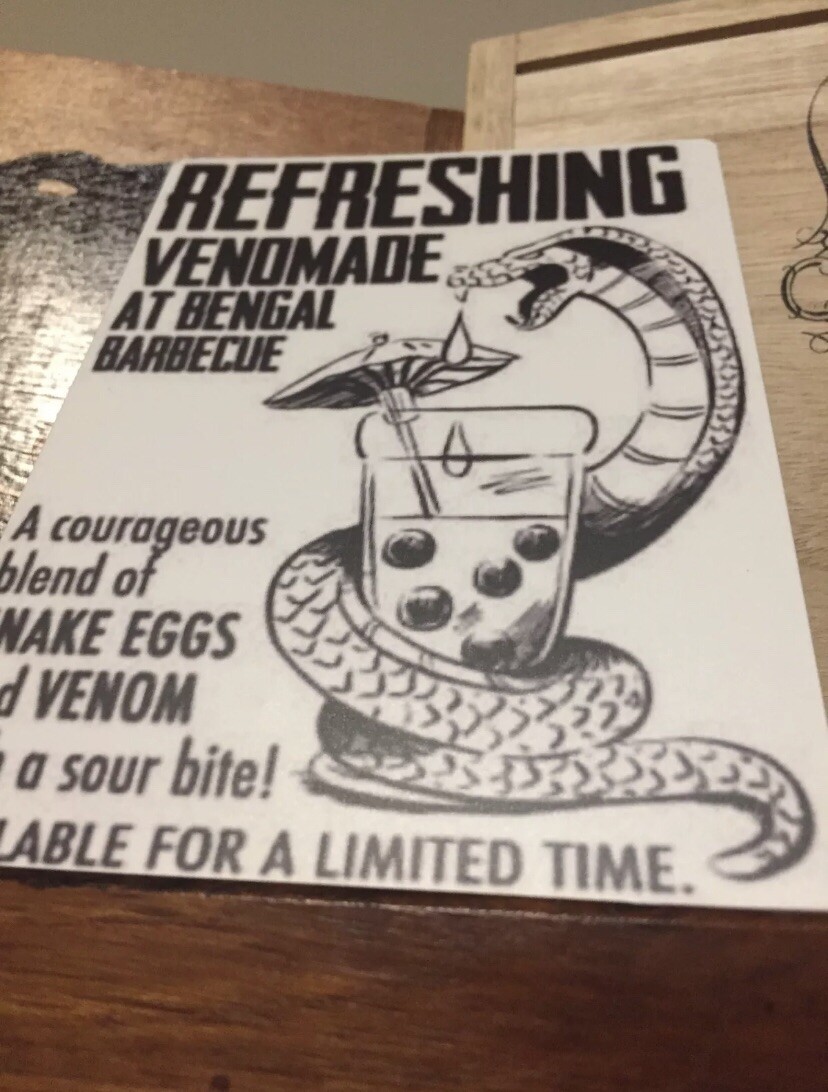 REFRESHING
VENOMADE
AT BENGAL
BARBECUE
A courageous
blend of
NAKE EGGS
d VENOM
a sour bite!
LABLE FOR A LIMITED TIME.